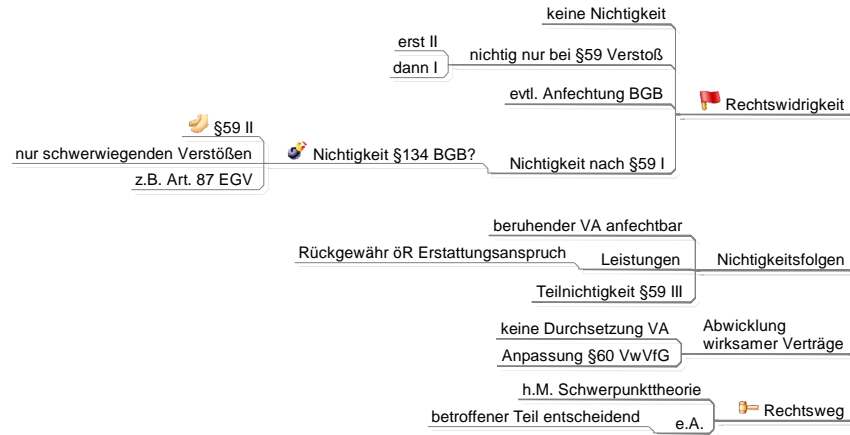 keine Nichtigkeit
erst II
nichtig nur bei §59 Verstoß
dann I
evtl. Anfechtung BGB
Rechtswidrigkeit
§59 II
nur schwerwiegenden Verstößen
Nichtigkeit §134 BGB?
Nichtigkeit nach §59 I
z.B. Art. 87 EGV
beruhender VA anfechtbar
Rückgewähr öR Erstattungsanspruch
Leistungen
Nichtigkeitsfolgen
Teilnichtigkeit §59 III
keine Durchsetzung VA
Abwicklung
wirksamer Verträge
Anpassung §60 VwVfG
h.M. Schwerpunkttheorie
Rechtsweg
betroffener Teil entscheidend
e.A.